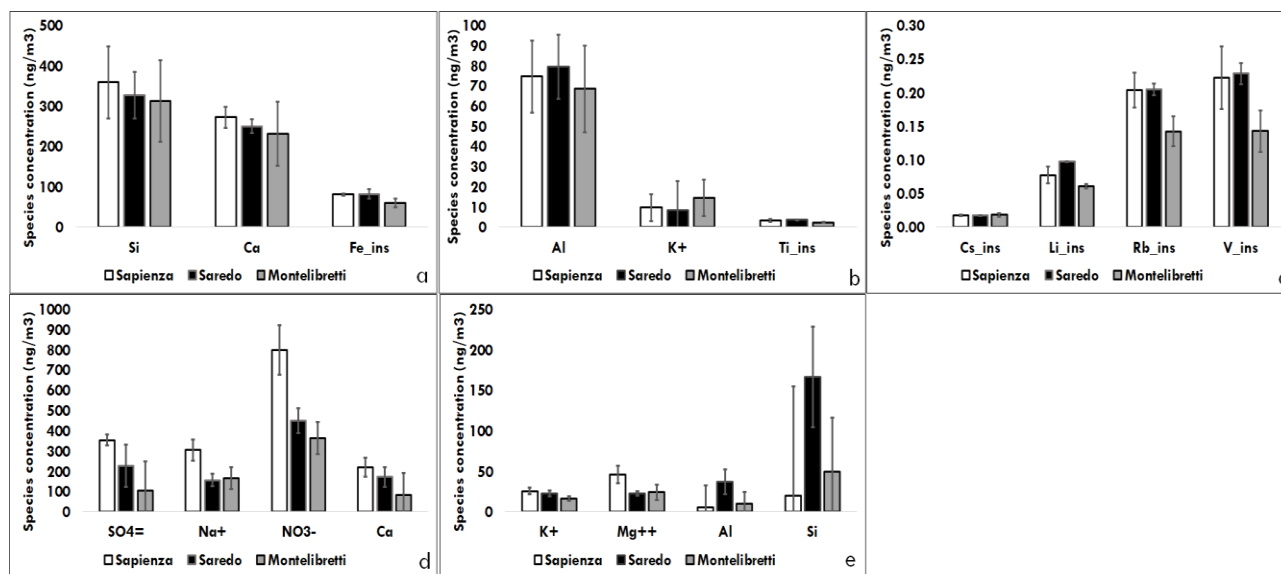 Species concentration (ng/m3)
500
400
300
200
100
0
Si Ca Fe_ins
Sapienza Saredo Montelibretti
a
Species concentration (ng/m3)
100
90
80
70
60
50
40
30
20
10
0
Al K+ Ti_ins
Sapienza Saredo Montelibretti
b
Species concentration (ng/m3)
0.30
0.25
0.20
0.15
0.10
0.05
0.00
Cs_ins Li_ins Rb_ins V_ins
Sapienza Saredo Montelibretti
Species concentration (ng/m3)
1000
900
800
700
600
500
400
300
200
100
0
SO4= Na+ NO3- Ca
Sapienza Saredo Montelibretti
d
Species concentration (ng/m3)
250
200
150
100
50
0
K+ Mg++ Al Si
Sapienza Saredo Montelibretti
e